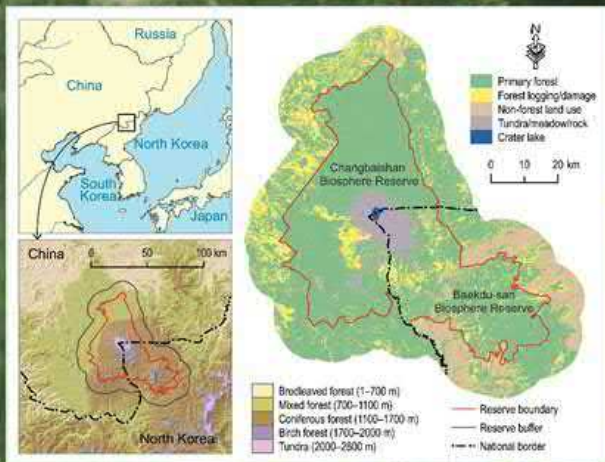 Russia
China
North Korea
South
Korea
Japan
China
0 50 100 km
North Korea
N
Primary forest
Forest logging/damage
Non-forest land use
Tundra/meadow/rock
Crater lake
0 20 km
Changbaishan
Biosphere Reserve
Baekdu-san
Biosphere Reserve
Bredleaved forest (1–700 m)
Mixed forest (700–1100 m)
Coniferous forest (1100–1700 m)
Birch forest (1700–2000 m)
Tundra (2000–2600 m)
Reserve boundary
Reserve buffer
National border